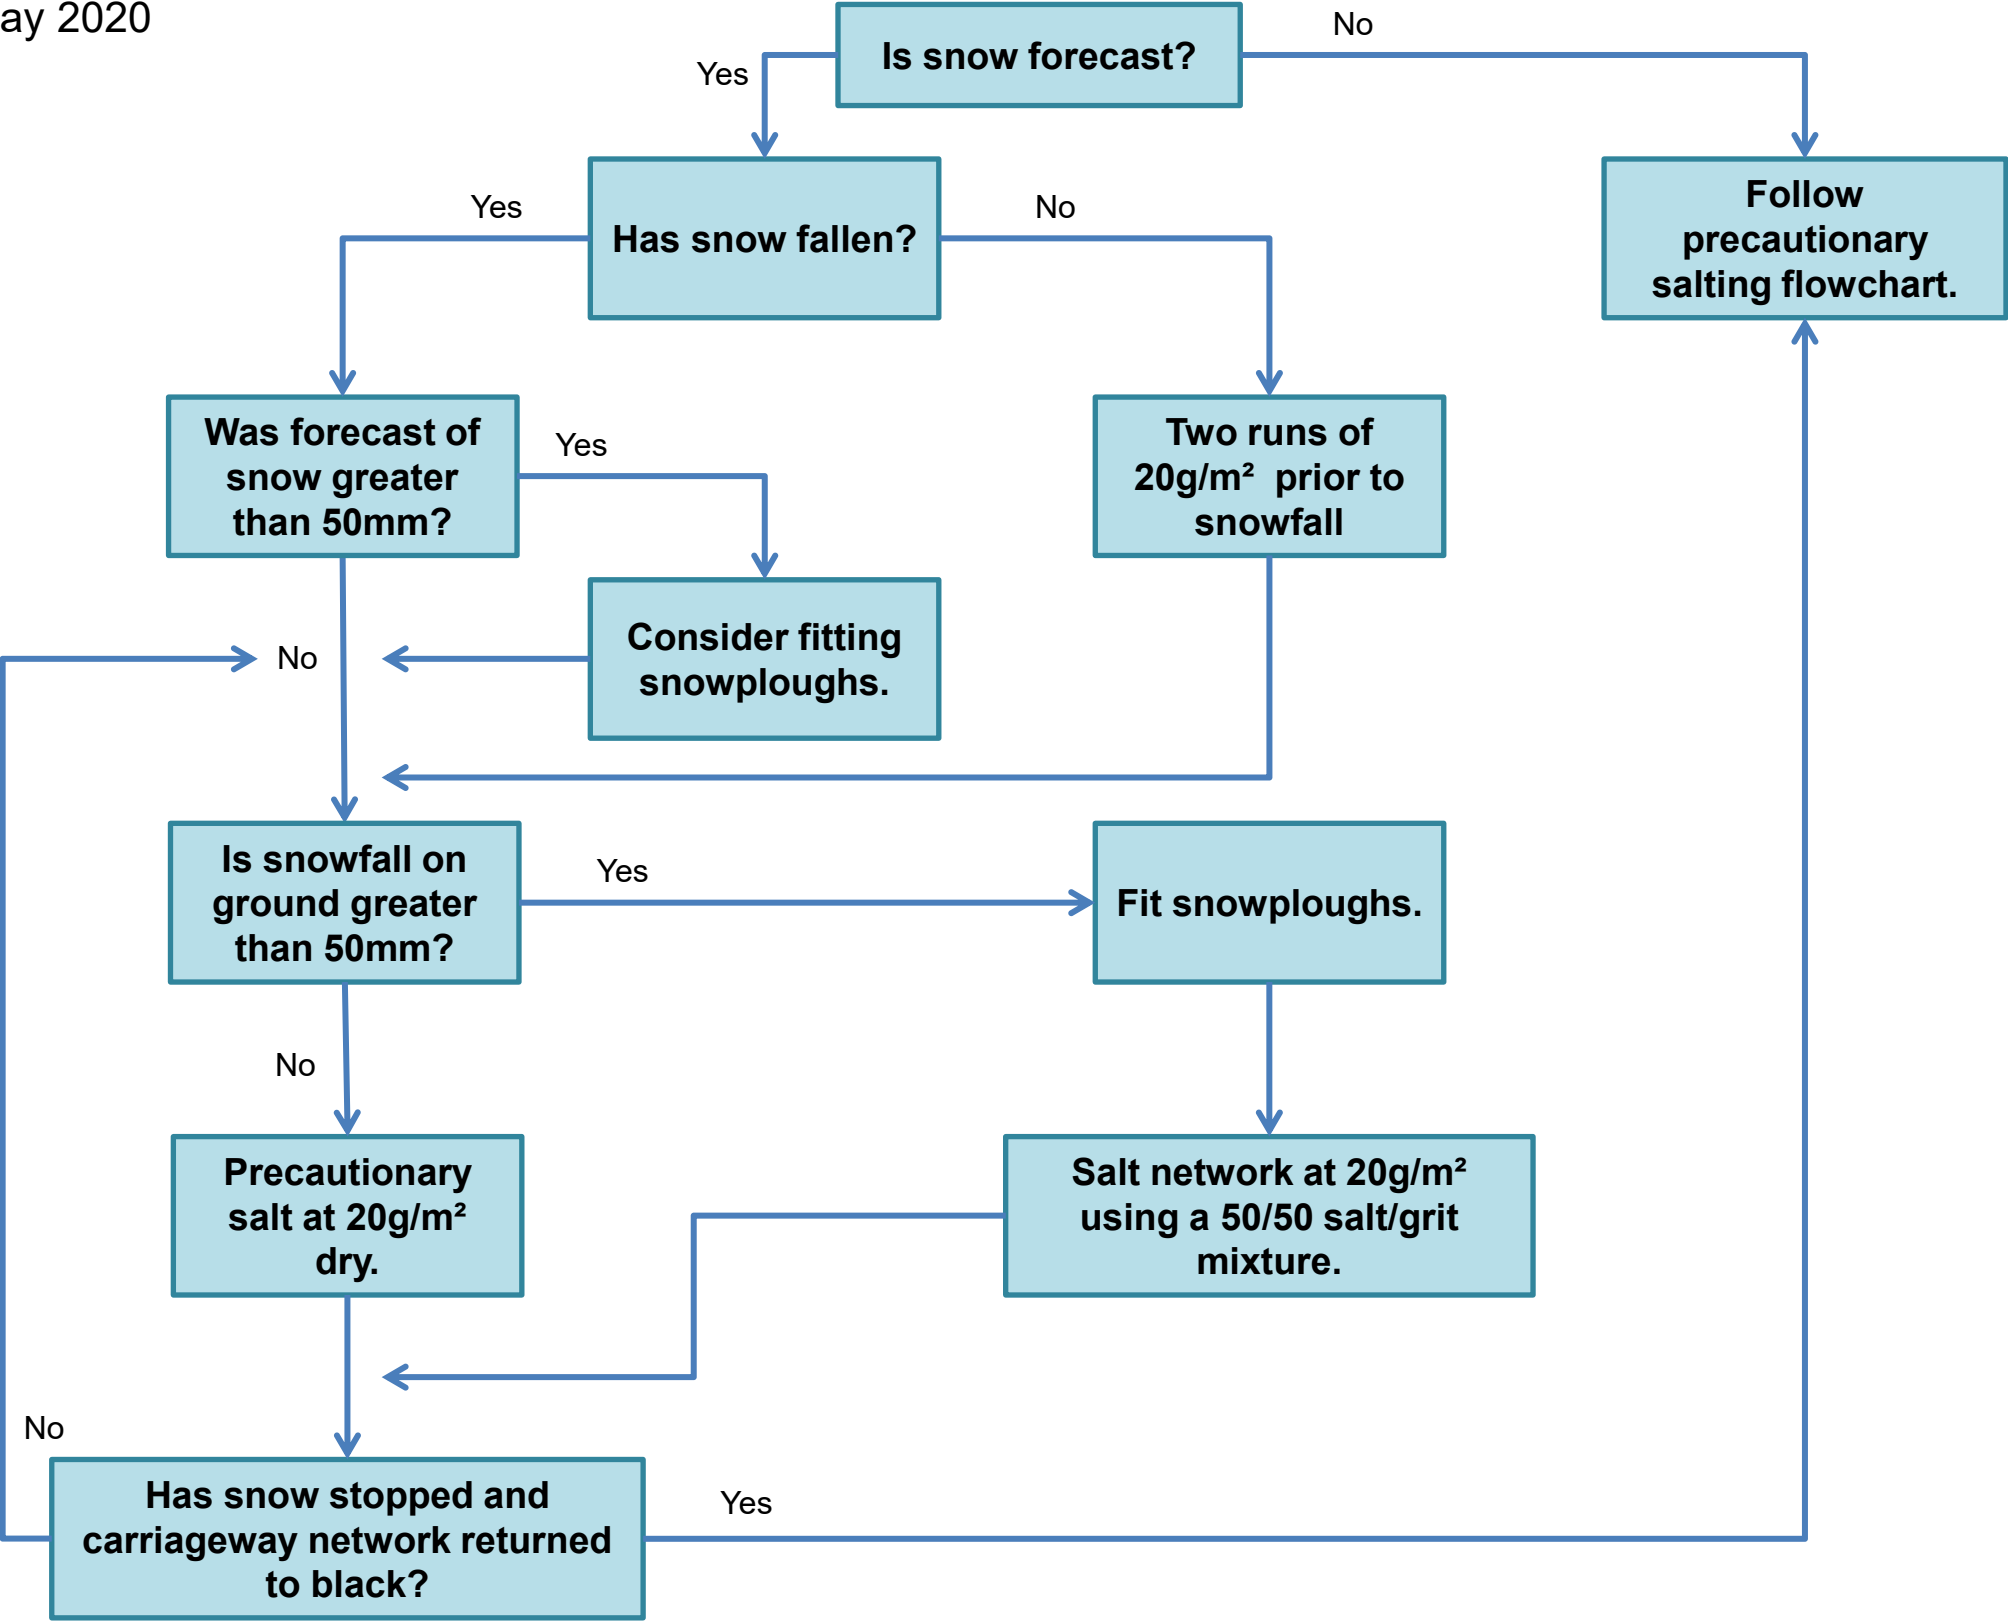 ay 2020
Is snow forecast?
No
Yes
Has snow fallen?
Yes
No
Follow
precautionary
salting flowchart.
Was forecast of
snow greater
than 50mm?
Yes
Two runs of
20g/m² prior to
snowfall
Consider fitting
snowploughs.
No
Is snowfall on
ground greater
than 50mm?
Yes
Fit snowploughs.
No
Precautionary
salt at 20g/m²
dry.
Salt network at 20g/m²
using a 50/50 salt/grit
mixture.
No
Has snow stopped and
carriageway network returned
to black?
Yes